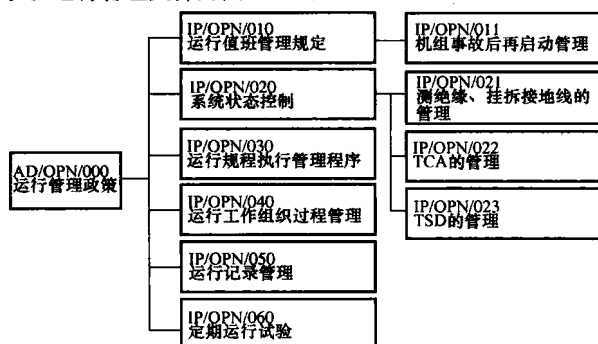 IP/OPN/010
运行值班管理规定
IP/OPN/011
机组事故后再启动管理
IP/OPN/020
系统状态控制
IP/OPN/021
测绝缘、挂拆接地线的
管理
IP/OPN/030
运行规程执行管理程序
IP/OPN/022
TCA的管理
AD/OPN/000
运行管理政策
IP/OPN/040
运行工作组织过程管理
IP/OPN/023
TSD的管理
IP/OPN/050
运行记录管理
IP/OPN/060
定期运行试验